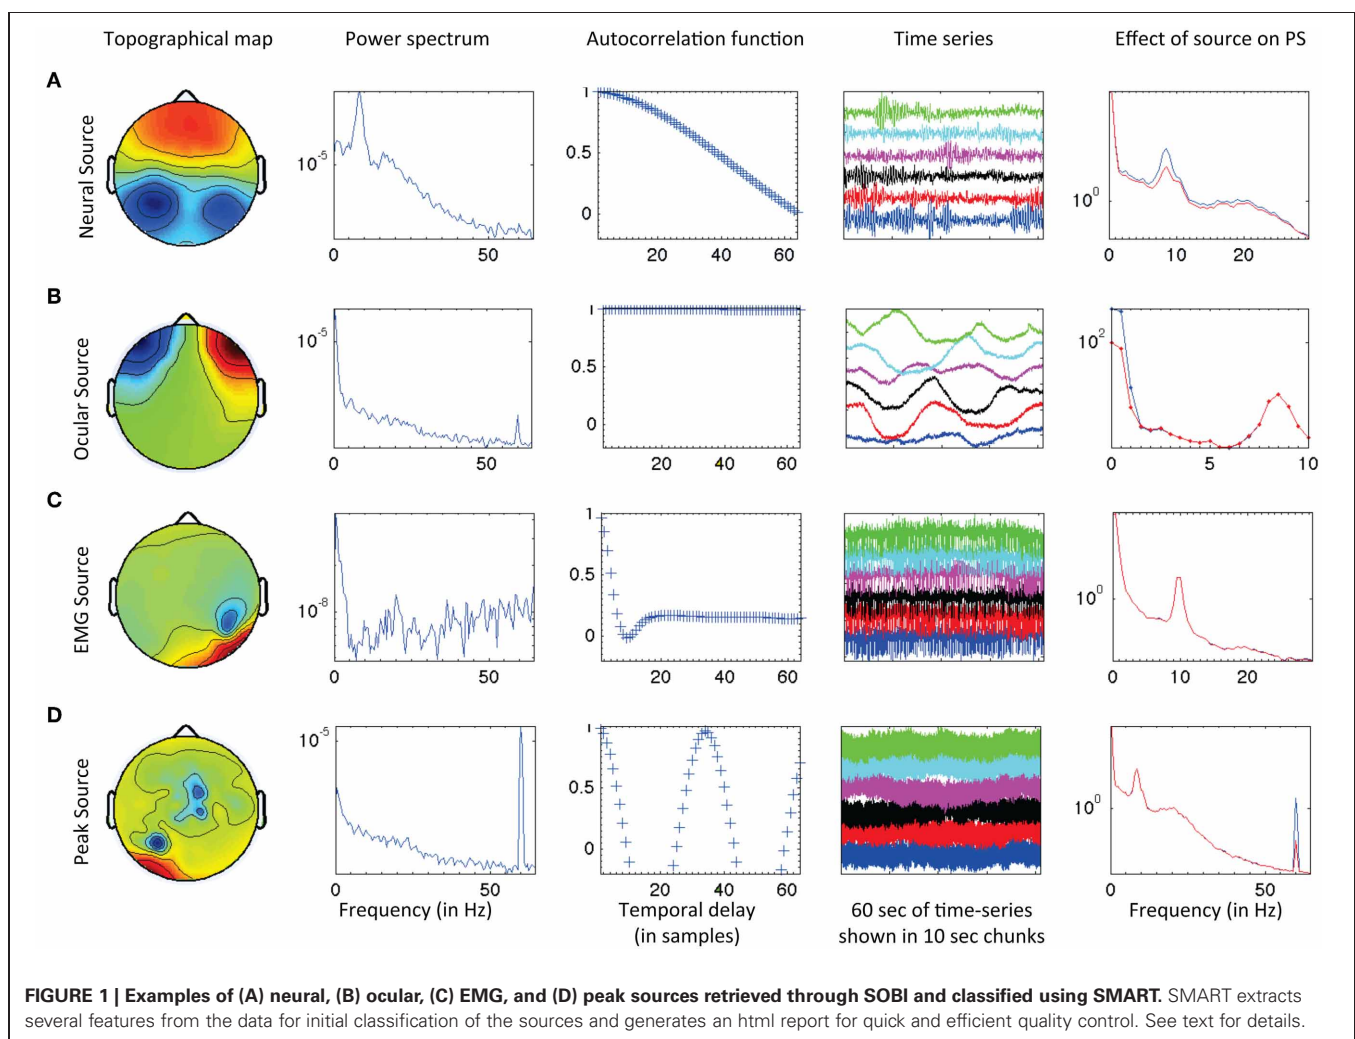 Topographical map Power spectrum Autocorrelation function Time series Effect of source on PS
A
Neural Source
10-5
0 50
1
0.5
0
20 40 60
100
0 10 20
B
Ocular Source
10-5
0 50
1
0.5
0
20 40 60
102
0 5 10
C
EMG Source
10-8
0 50
1
0.5
0
0 20 40 60
100
0 10 20
D
Peak Source
10-5
0 50
1
0.5
0
20 40 60
100
0 50
Frequency (in Hz) Temporal delay 60 sec of time-series Frequency (in Hz)
(in samples) shown in 10 sec chunks
FIGURE 1 | Examples of (A) neural, (B) ocular, (C) EMG, and (D) peak sources retrieved through SOBI and classified using SMART. SMART extracts
several features from the data for initial classification of the sources and generates an html report for quick and efficient quality control. See text for details.